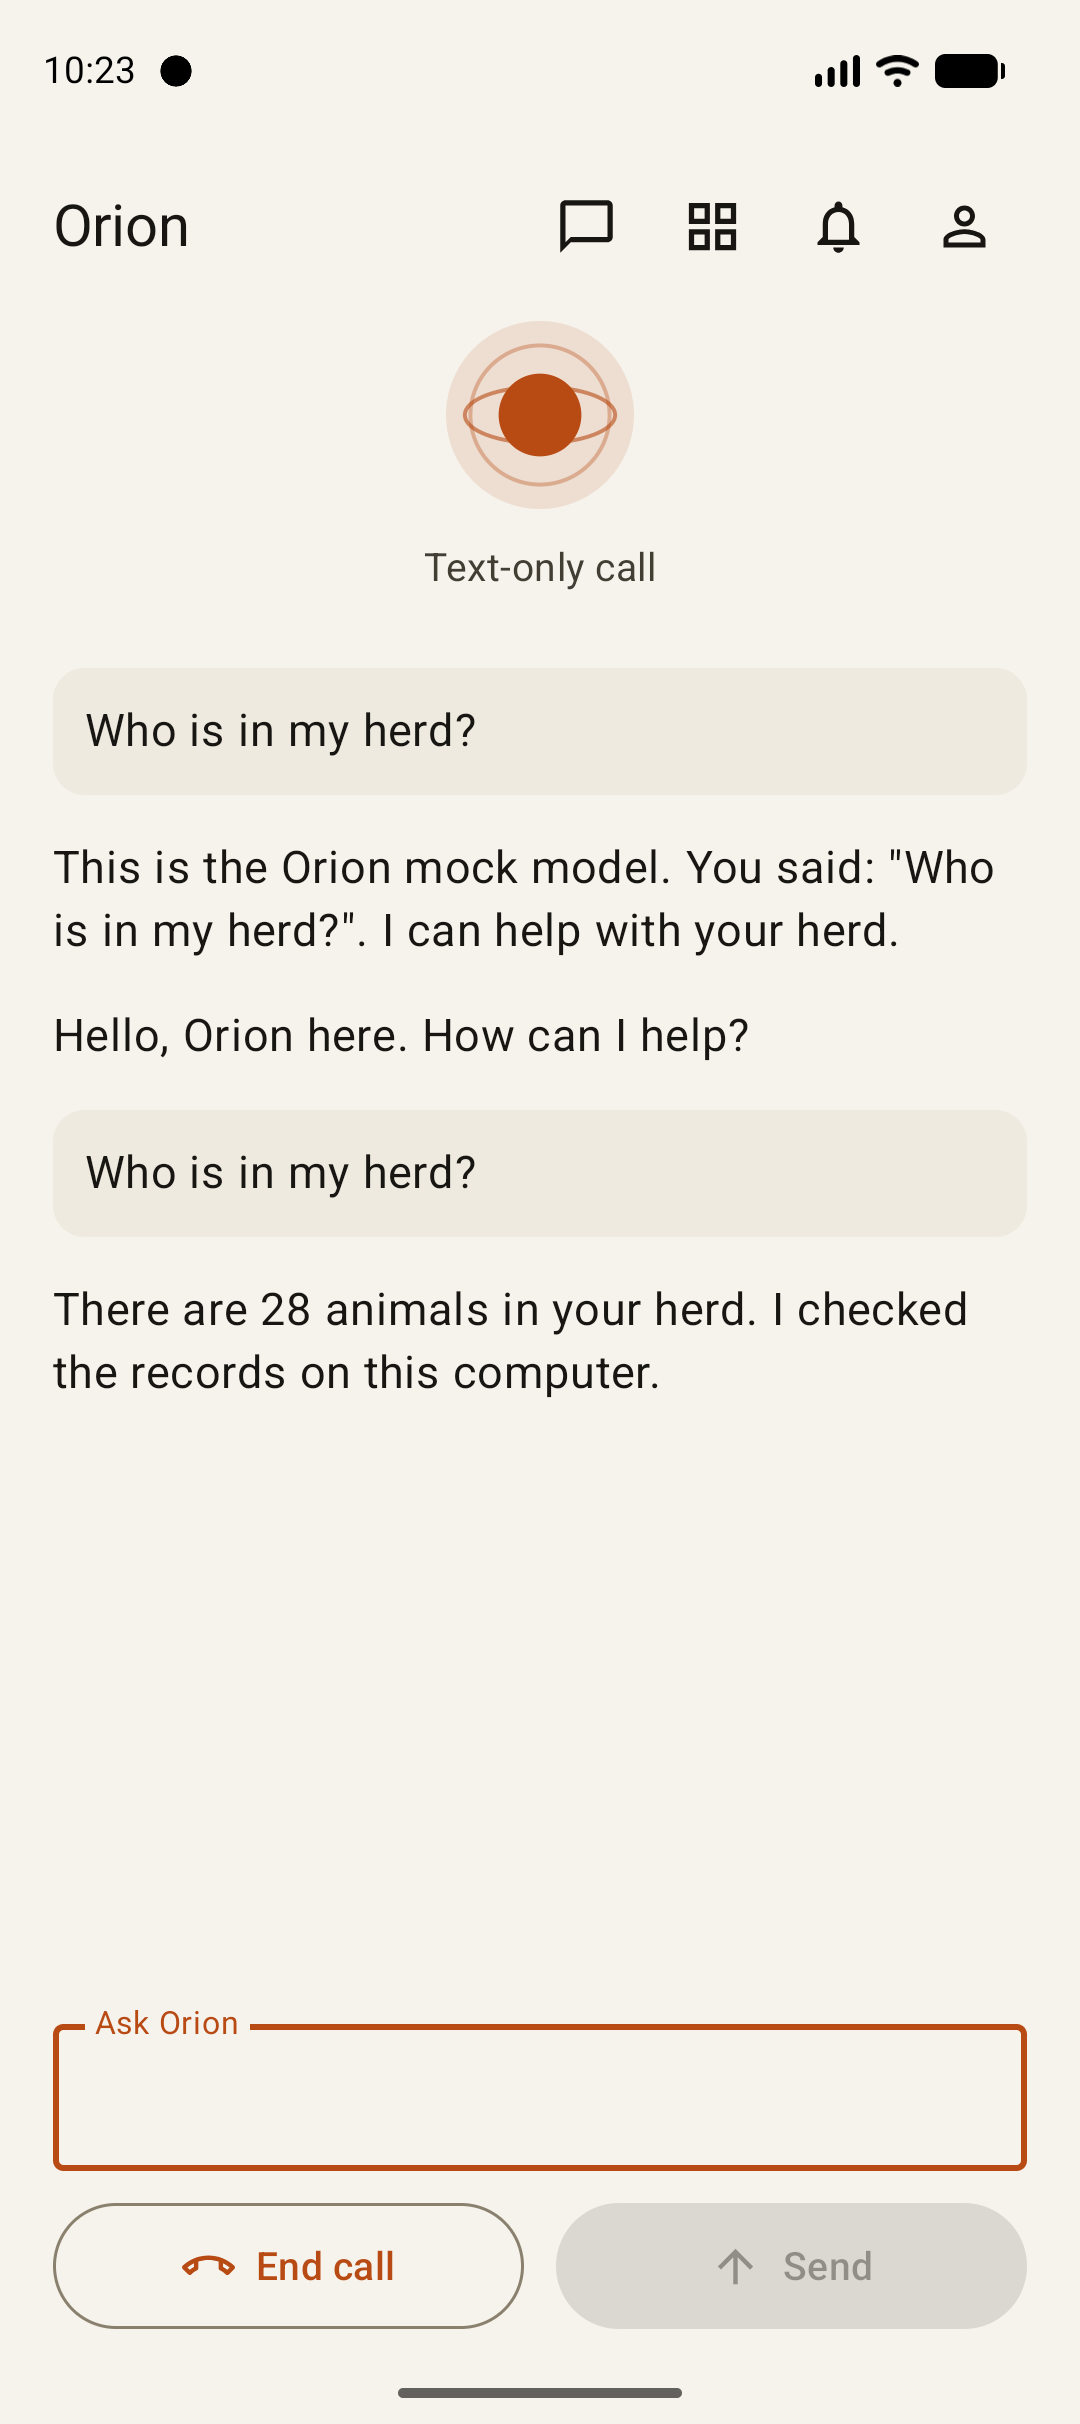 10:23
Orion
Text-only call
Who is in my herd?
This is the Orion mock model. You said: "Who
is in my herd?". I can help with your herd.
Hello, Orion here. How can I help?
Who is in my herd?
There are 28 animals in your herd. I checked
the records on this computer.
Ask Orion
End call
Send